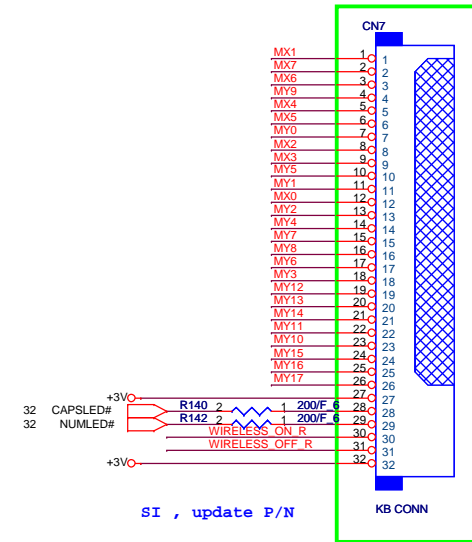 CN7
MX1 1 1
MX7 2 2
MX6 3 3
MY9 4 4
MX4 5 5
MX5 6 6
MY0 7 7
MX2 8 8
MX3 9 9
MY5 10 10
MY1 11 11
MX0 12 12
MY2 13 13
MY4 14 14
MY7 15 15
MY8 16 16
MY6 17 17
MY3 18 18
MY12 19 19
MY13 20 20
MY14 21 21
MY11 22 22
MY10 23 23
MY15 24 24
MY16 25 25
MY17 26 26
+3V 27 27
32 CAPSLED# R140 2 1 200/F_6 28 28
32 NUMLED# R142 2 1 200/F_6 29 29
WIRELESS_ON_R 30 30
WIRELESS_OFF_R 31 31
+3V 32 32
SI , update P/N
KB CONN